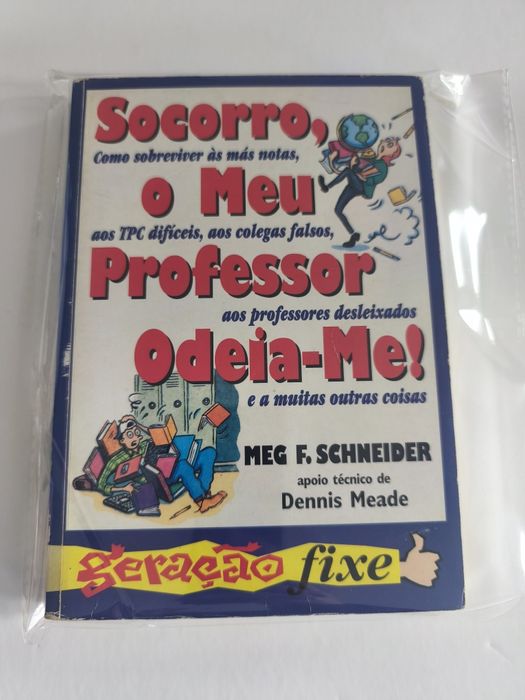 Socorro,
Como sobreviver às más notas,
o Meu
aos TPC difíceis, aos colegas falsos,
Professor
aos professores desleixados
Odeia-Me!
e a muitas outras coisas
MEG F. SCHNEIDER
apoio técnico de
Dennis Meade
geração fixe